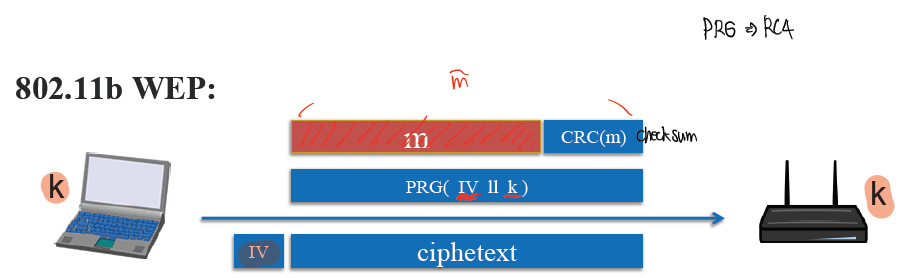 PRG ⇒ RC4
802.11b WEP:
m̃
m
CRC(m)
checksum
k
PRG( IV ll k )
k
IV
ciphetext